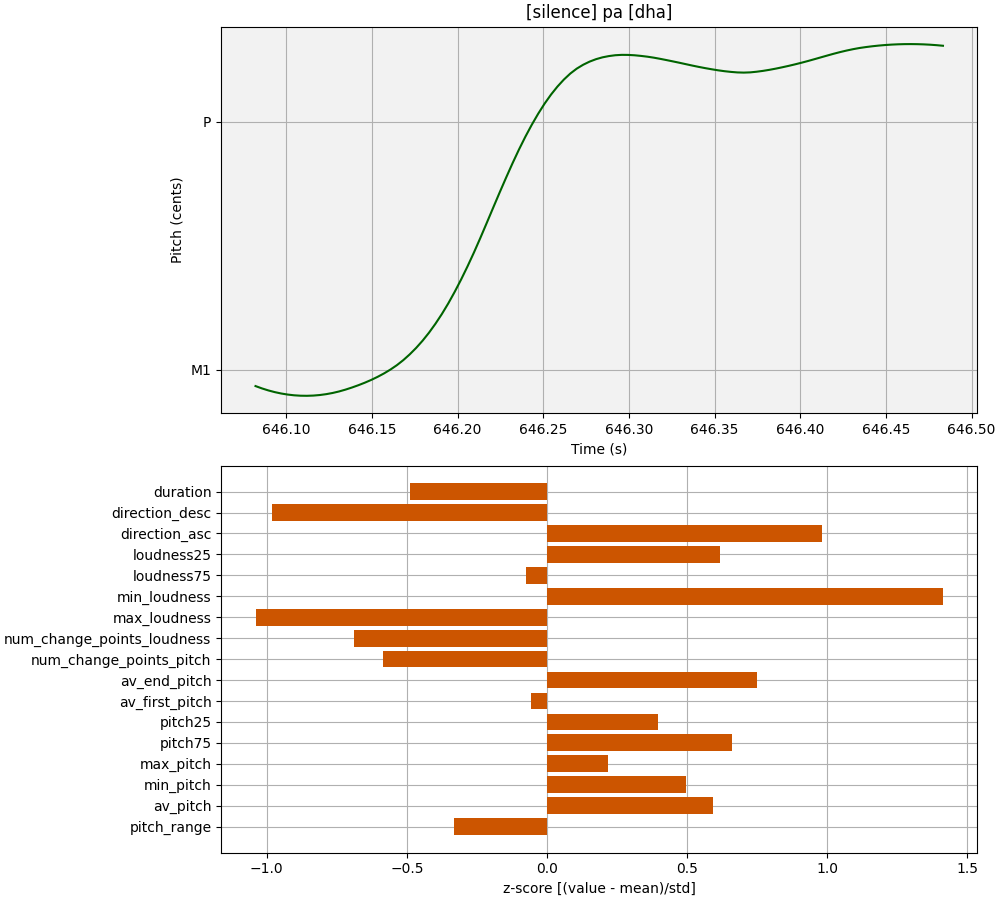 [silence] pa [dha]
P
M1
Pitch (cents)
646.10 646.15 646.20 646.25 646.30 646.35 646.40 646.45 646.50
Time (s)
duration
direction_desc
direction_asc
loudness25
loudness75
min_loudness
max_loudness
num_change_points_loudness
num_change_points_pitch
av_end_pitch
av_first_pitch
pitch25
pitch75
max_pitch
min_pitch
av_pitch
pitch_range
−1.0 −0.5 0.0 0.5 1.0 1.5
z-score [(value - mean)/std]